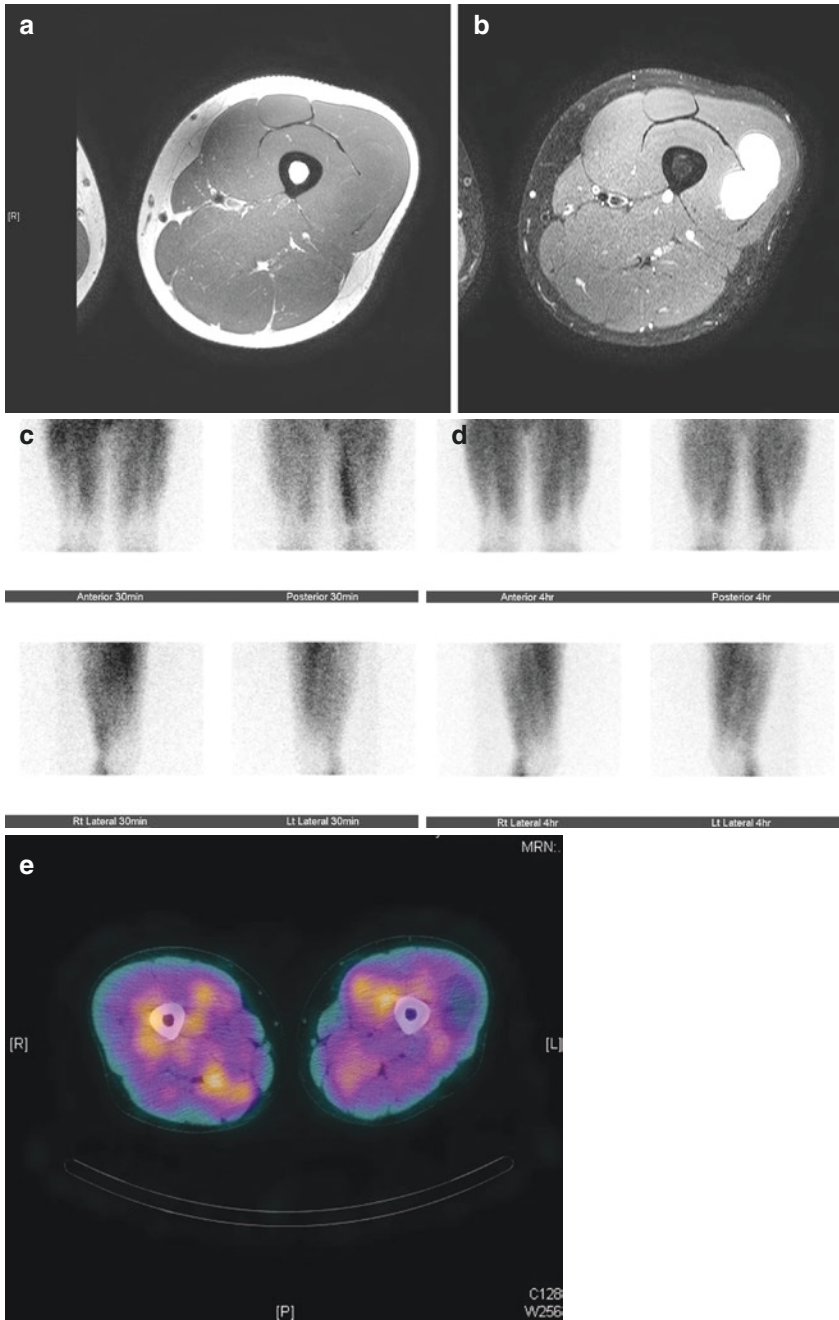 a
b
[R]
c
d
Anterior 30min
Posterior 30min
Anterior 4hr
Posterior 4hr
Rt Lateral 30min
Lt Lateral 30min
Rt Lateral 4hr
Lt Lateral 4hr
e
MRN:.
[R]
[L]
[P]
C128
W256